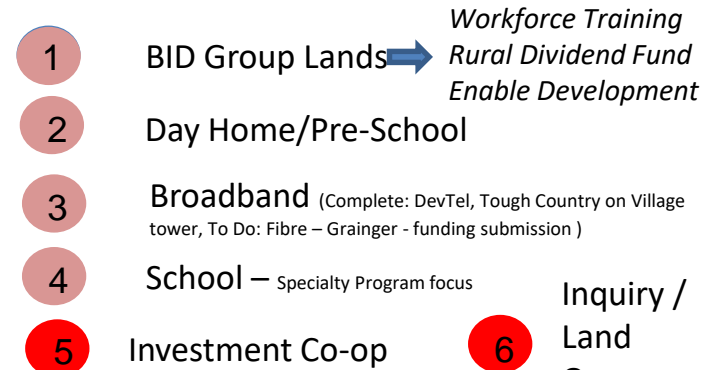 1
BID Group Lands
Workforce Training
Rural Dividend Fund
Enable Development
2
Day Home/Pre-School
3
Broadband (Complete: DevTel, Tough Country on Village
tower, To Do: Fibre – Grainger - funding submission )
4
School – Specialty Program focus
5
Investment Co-op
6
Inquiry /
Land